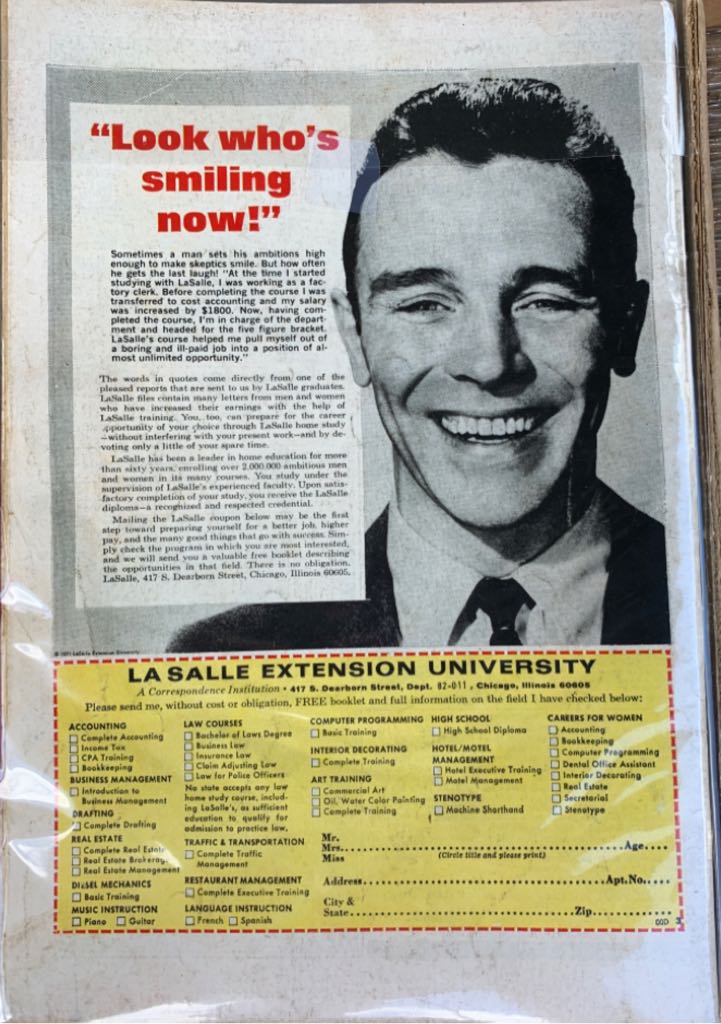 “Look who’s
smiling
now!”
Sometimes a man sets his ambitions high
enough to make skeptics smile. But how often
he gets the last laugh! “At the time I started
studying with LaSalle, I was working as a fac-
tory clerk. Before completing the course I was
transferred to cost accounting and my salary
was increased by $1800. Now, having com-
pleted the course, I’m in charge of the depart-
ment and headed for the five figure bracket.
LaSalle’s course helped me pull myself out of
a boring and ill-paid job into a position of al-
most unlimited opportunity.”
The words in quotes come directly from one of the
pleased reports that are sent to us by LaSalle graduates.
LaSalle files contain many letters from men and women
who have increased their earnings with the help of
LaSalle training. You, too, can prepare for the career
opportunity of your choice through LaSalle home study
—without interfering with your present work—and by de-
voting only a little of your spare time.
LaSalle has been a leader in home education for more
than sixty years, enrolling over 2,000,000 ambitious men
and women in its many courses. You study under the
supervision of LaSalle’s experienced faculty. Upon satis-
factory completion of your study, you receive the LaSalle
diploma—a recognized and respected credential.
Mailing the LaSalle coupon below may be the first
step toward preparing yourself for a better job, higher
pay, and the many good things that go with success. Sim-
ply check the program in which you are most interested,
and we will send you a valuable free booklet describing
the opportunities in that field. There is no obligation.
LaSalle, 417 S. Dearborn Street, Chicago, Illinois 60605.
© 1971 LaSalle Extension University
LA SALLE EXTENSION UNIVERSITY
A Correspondence Institution • 417 S. Dearborn Street, Dept. 82-011, Chicago, Illinois 60605
Please send me, without cost or obligation, FREE booklet and full information on the field I have checked below:
ACCOUNTING
Complete Accounting
Income Tax
CPA Training
Bookkeeping
BUSINESS MANAGEMENT
Introduction to
Business Management
DRAFTING
Complete Drafting
REAL ESTATE
Complete Real Estate
Real Estate Brokerage
Real Estate Management
DIESEL MECHANICS
Basic Training
MUSIC INSTRUCTION
Piano Guitar
LAW COURSES
Bachelor of Laws Degree
Business Law
Insurance Law
Claim Adjusting Law
Law for Police Officers
No state accepts any law
home study course, includ-
ing LaSalle’s, as sufficient
education to qualify for
admission to practice law.
TRAFFIC & TRANSPORTATION
Complete Traffic
Management
RESTAURANT MANAGEMENT
Complete Executive Training
LANGUAGE INSTRUCTION
French Spanish
COMPUTER PROGRAMMING
Basic Training
INTERIOR DECORATING
Complete Training
ART TRAINING
Commercial Art
Oil, Water Color Painting
Complete Training
HIGH SCHOOL
High School Diploma
HOTEL/MOTEL
MANAGEMENT
Hotel Executive Training
Motel Management
STENOTYPE
Machine Shorthand
CAREERS FOR WOMEN
Accounting
Bookkeeping
Computer Programming
Dental Office Assistant
Interior Decorating
Real Estate
Secretarial
Stenotype
Mr.
Mrs. Age
Miss (Circle title and please print)
Address Apt. No.
City &
State Zip
00D 3